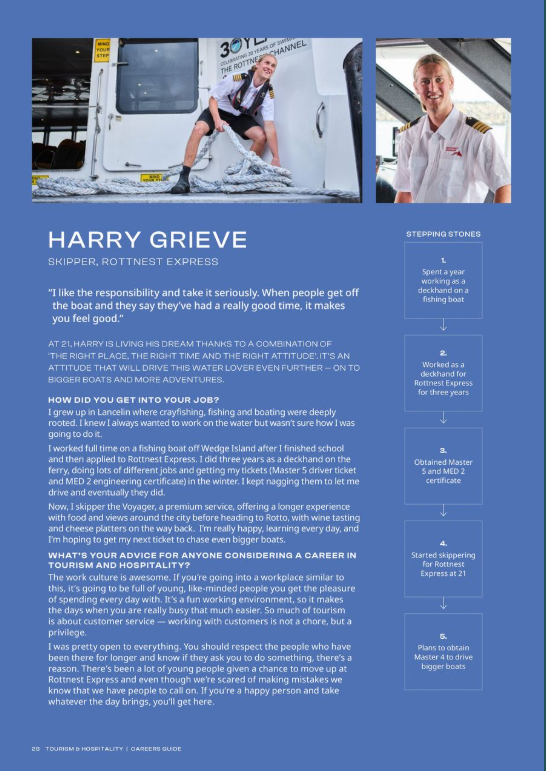 MIND
YOUR
STEP
30 YE
CELEBRATING 30 YEARS OF
THE ROTTNEST CHANNEL
MIND
YOUR STEP
HARRY GRIEVE
SKIPPER, ROTTNEST EXPRESS
“I like the responsibility and take it seriously. When people get off
the boat and they say they’ve had a really good time, it makes
you feel good.”
AT 21, HARRY IS LIVING HIS DREAM THANKS TO A COMBINATION OF
‘THE RIGHT PLACE, THE RIGHT TIME AND THE RIGHT ATTITUDE’. IT’S AN
ATTITUDE THAT WILL DRIVE THIS WATER LOVER EVEN FURTHER – ON TO
BIGGER BOATS AND MORE ADVENTURES.
HOW DID YOU GET INTO YOUR JOB?
I grew up in Lancelin where crayfishing, fishing and boating were deeply
rooted. I knew I always wanted to work on the water but wasn’t sure how I was
going to do it.
I worked full time on a fishing boat off Wedge Island after I finished school
and then applied to Rottnest Express. I did three years as a deckhand on the
ferry, doing lots of different jobs and getting my tickets (Master 5 driver ticket
and MED 2 engineering certificate) in the winter. I kept nagging them to let me
drive and eventually they did.
Now, I skipper the Voyager, a premium service, offering a longer experience
with food and views around the city before heading to Rotto, with wine tasting
and cheese platters on the way back. I’m really happy, learning every day, and
I’m hoping to get my next ticket to chase even bigger boats.
WHAT’S YOUR ADVICE FOR ANYONE CONSIDERING A CAREER IN
TOURISM AND HOSPITALITY?
The work culture is awesome. If you’re going into a workplace similar to
this, it’s going to be full of young, like-minded people you get the pleasure
of spending every day with. It’s a fun working environment, so it makes
the days when you are really busy that much easier. So much of tourism
is about customer service — working with customers is not a chore, but a
privilege.
I was pretty open to everything. You should respect the people who have
been there for longer and know if they ask you to do something, there’s a
reason. There’s been a lot of young people given a chance to move up at
Rottnest Express and even though we’re scared of making mistakes we
know that we have people to call on. If you’re a happy person and take
whatever the day brings, you’ll get here.
STEPPING STONES
1.
Spent a year
working as a
deckhand on a
fishing boat
2.
Worked as a
deckhand for
Rottnest Express
for three years
3.
Obtained Master
5 and MED 2
certificate
4.
Started skippering
for Rottnest
Express at 21
5.
Plans to obtain
Master 4 to drive
bigger boats
28 TOURISM & HOSPITALITY | CAREERS GUIDE